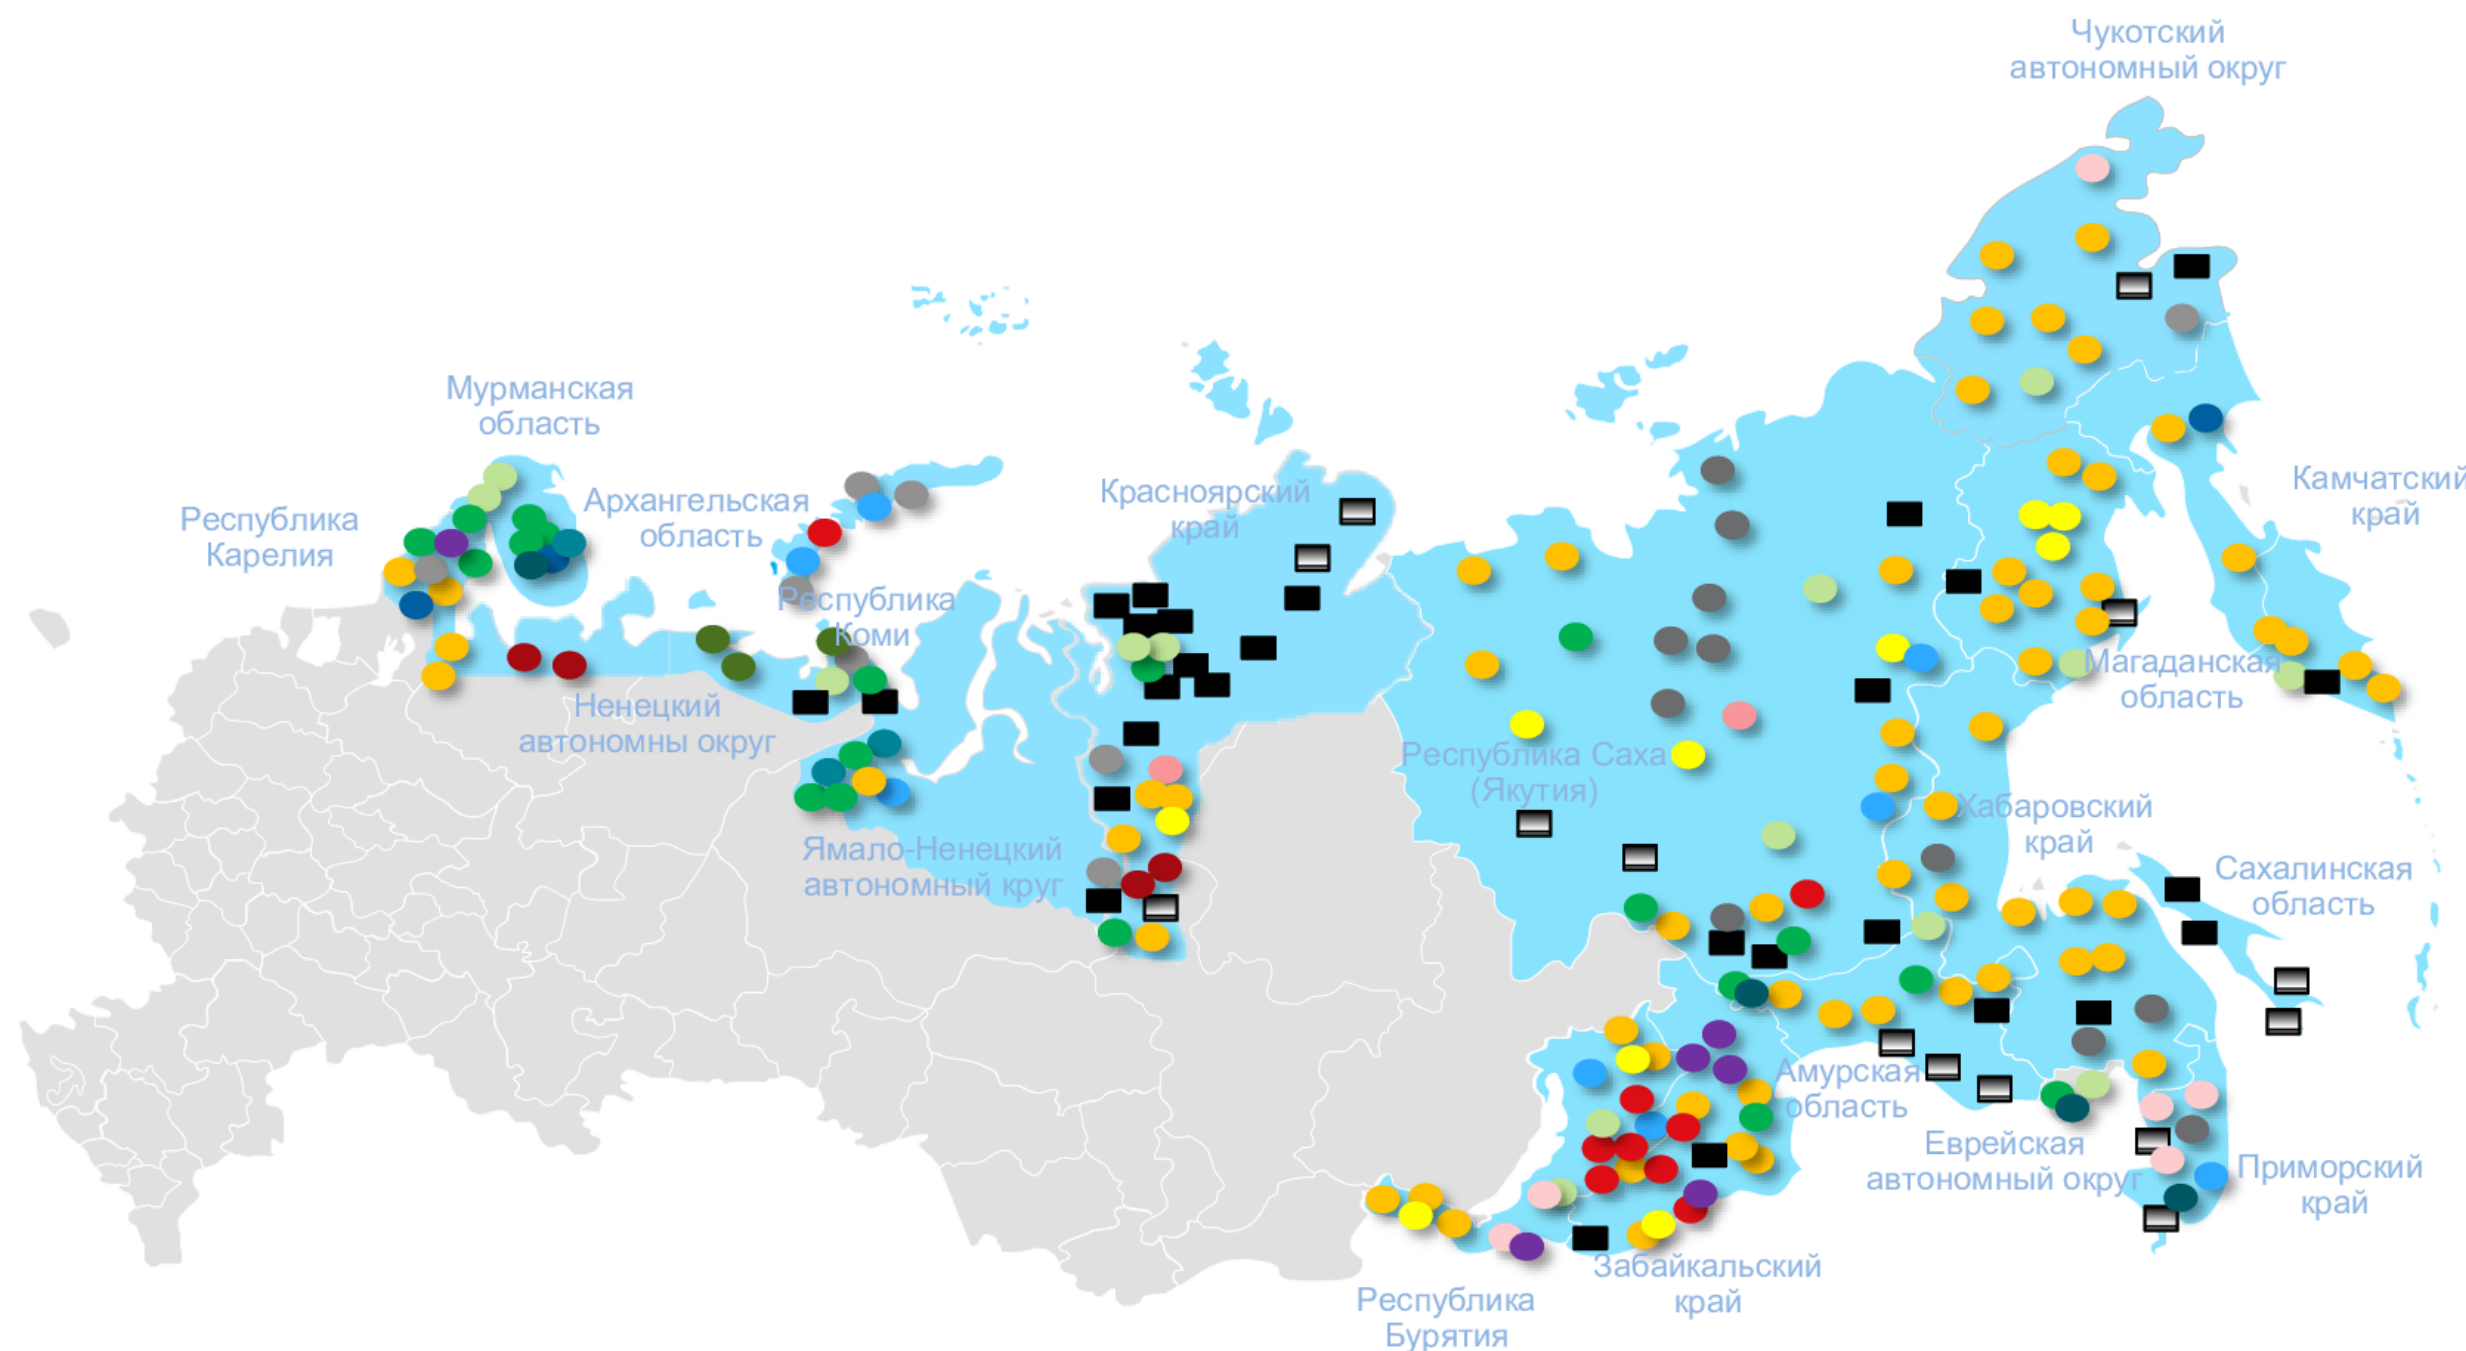 Чукотский
автономный округ
Мурманская
область
Республика
Карелия
Архангельская
область
Красноярский
край
Камчатский
край
Республика
Коми
Ненецкий
автономны округ
Магаданская
область
Республика Саха
(Якутия)
Хабаровский
край
Ямало-Ненецкий
автономный круг
Сахалинская
область
Амурская
область
Еврейская
автономный округ
Приморский
край
Забайкальский
край
Республика
Бурятия